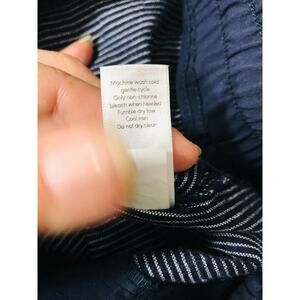 Machine wash cold
gentle cycle
Only non-chlorine
bleach when needed
Tumble dry low
Cool iron
Do not dry clean